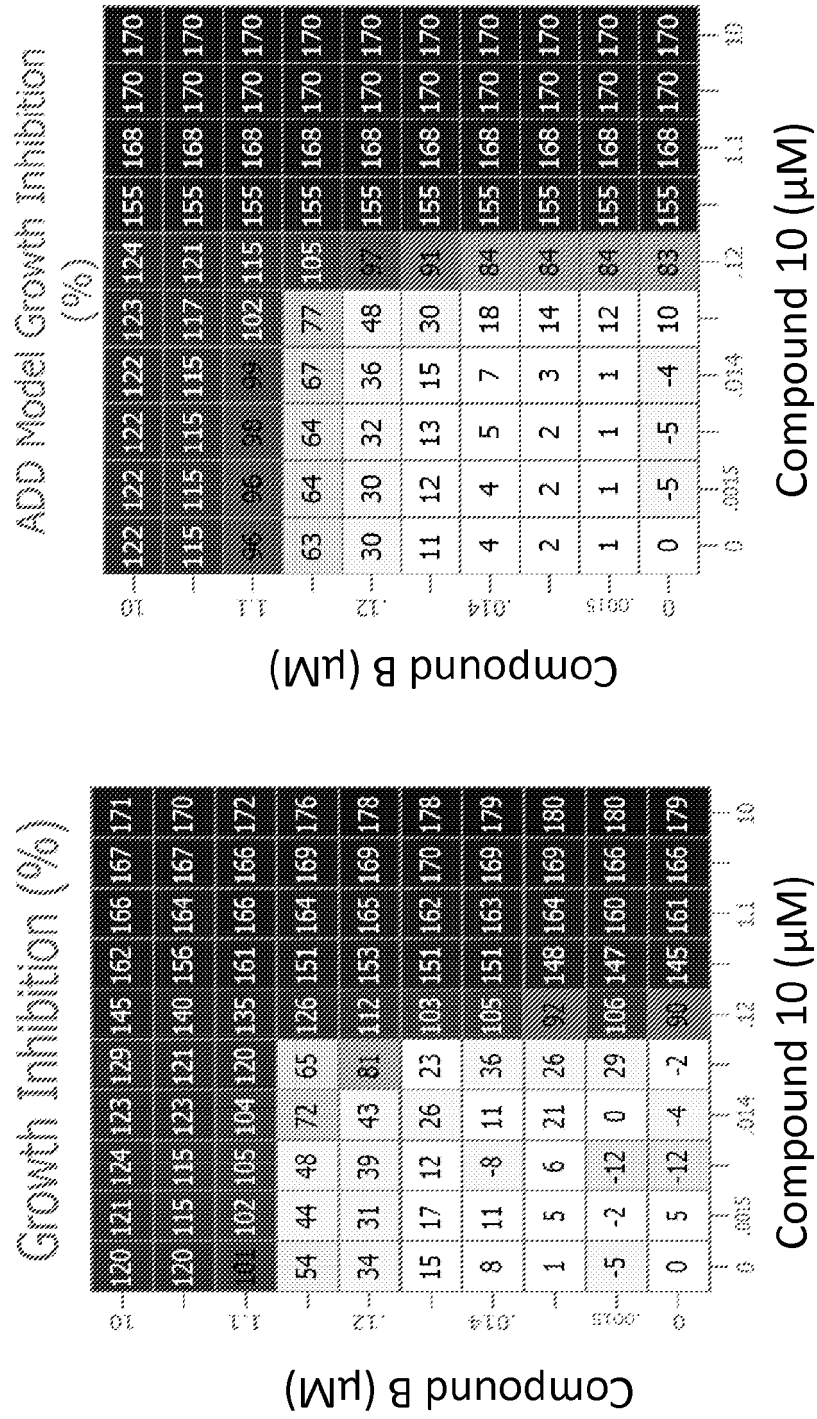 Growth Inhibition (%)
10 120 121 124 123 129 145 162 166 167 171
120 115 115 123 121 140 156 164 167 170
1.1 101 102 105 104 120 135 161 166 166 172
54 44 48 72 65 126 151 164 169 176
.12 34 31 39 43 81 112 153 165 169 178
15 17 12 26 23 103 151 162 170 178
.014 8 11 -8 11 36 105 151 163 169 179
1 5 6 21 26 148 164 169 180
.0015 -5 -2 -12 0 29 106 147 160 166 180
0 0 5 -12 -4 -2 90 145 161 166 179
0 .0015 .014 .12 1.1 10
Compound B (µM)
Compound 10 (µM)
ADD Model Growth Inhibition
(%)
10 122 122 122 122 123 124 155 168 170 170
115 115 115 115 117 121 155 168 170 170
1.1 96 96 98 99 102 115 155 168 170 170
63 64 64 67 77 105 155 168 170 170
.12 30 30 32 36 48 97 155 168 170 170
11 12 13 15 30 91 155 168 170 170
.014 4 4 5 7 18 84 155 168 170 170
2 2 2 3 14 84 155 168 170 170
.0015 1 1 1 1 12 84 155 168 170 170
0 0 -5 -5 -4 10 83 155 168 170 170
0 .0015 .014 .12 1.1 10
Compound B (µM)
Compound 10 (µM)